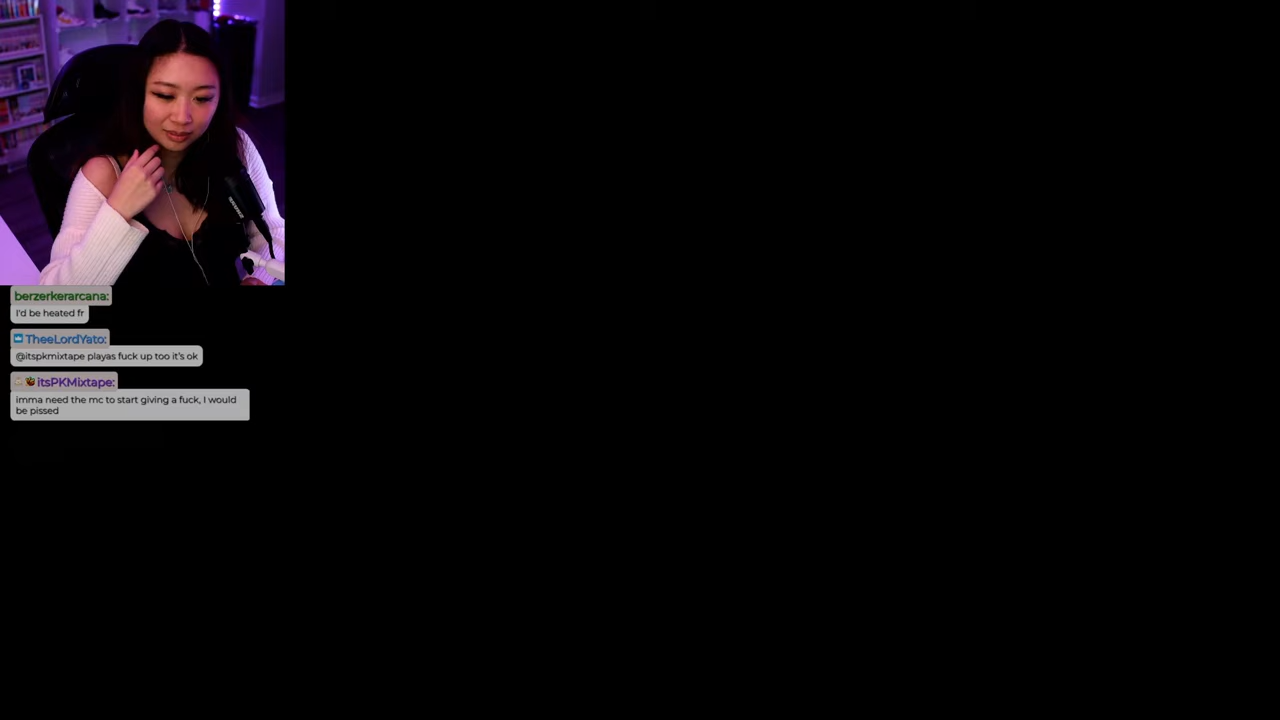 berzerkerarcana:
I'd be heated fr
TheeLordYato:
@itspkmixtape playas fuck up too it's ok
itsPKMixtape:
imma need the mc to start giving a fuck, I would
be pissed